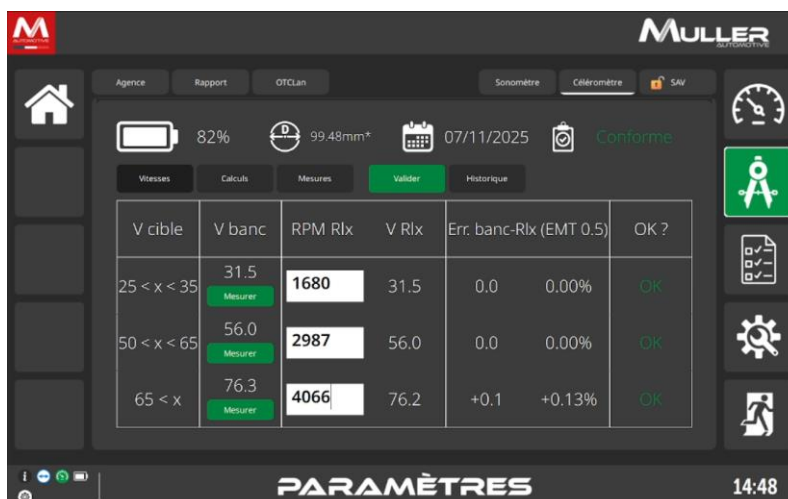 M
AUTOMOTIVE
MULLER
AUTOMOTIVE
Agence Rapport OTCLan Sonomètre Céléromètre SAV
82% D 99.48mm* 07/11/2025 Conforme
Vitesses Calculs Mesures Valider Historique
V cible V banc RPM Rlx V Rlx Err. banc-Rlx (EMT 0.5) OK ?
25 < x < 35 31.5 Mesurer 1680 31.5 0.0 0.00% OK
50 < x < 65 56.0 Mesurer 2987 56.0 0.0 0.00% OK
65 < x 76.3 Mesurer 4066 76.2 +0.1 +0.13% OK
PARAMÈTRES 14:48